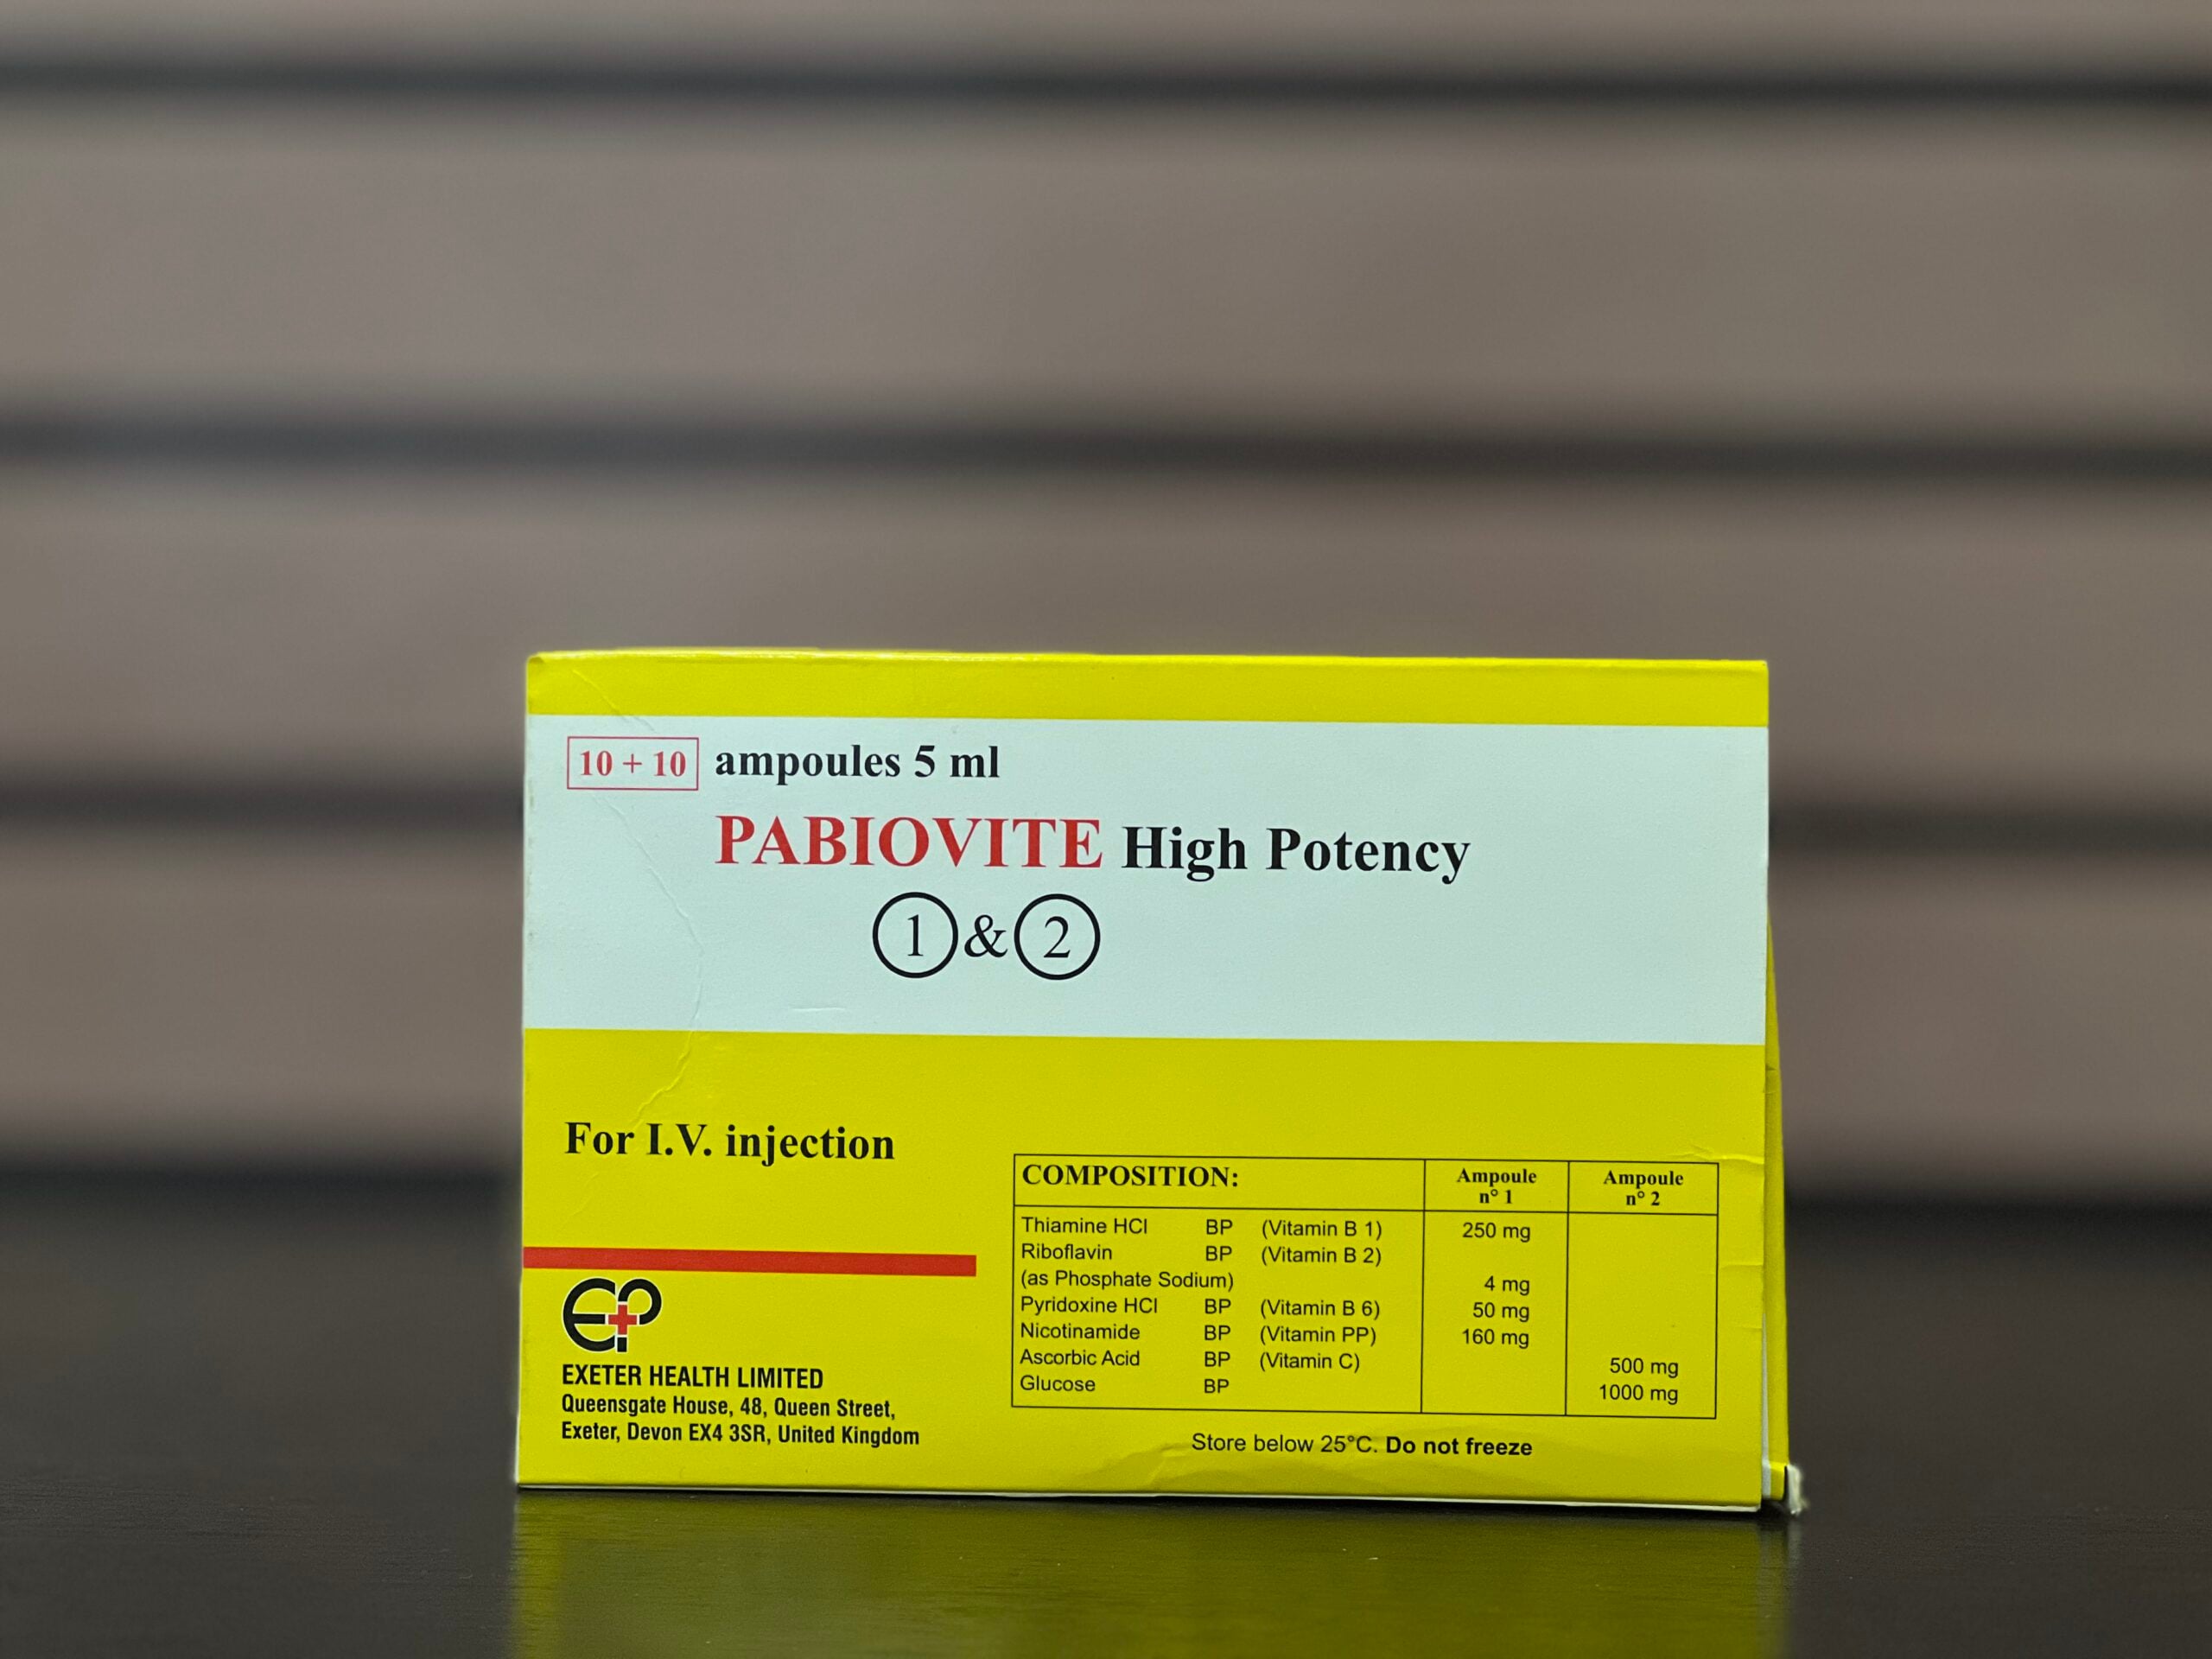 10 + 10 ampoules 5 ml
PABIOVITE High Potency
1 & 2
For I.V. injection
EP
EXETER HEALTH LIMITED
Queensgate House, 48, Queen Street,
Exeter, Devon EX4 3SR, United Kingdom
COMPOSITION: Ampoule n° 1 Ampoule n° 2
Thiamine HCl BP (Vitamin B 1) 250 mg
Riboflavin BP (Vitamin B 2)
(as Phosphate Sodium) 4 mg
Pyridoxine HCl BP (Vitamin B 6) 50 mg
Nicotinamide BP (Vitamin PP) 160 mg
Ascorbic Acid BP (Vitamin C) 500 mg
Glucose BP 1000 mg
Store below 25°C. Do not freeze